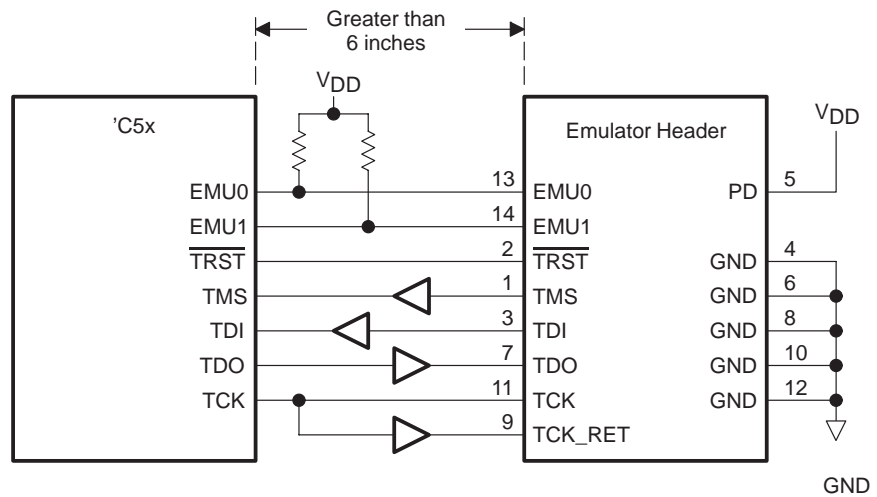 Greater than
6 inches
VDD
'C5x
Emulator Header
VDD
EMU0 13 EMU0 PD 5
EMU1 14 EMU1
TRST 2 TRST GND 4
TMS 1 TMS GND 6
TDI 3 TDI GND 8
TDO 7 TDO GND 10
TCK 11 TCK GND 12
9 TCK_RET
GND